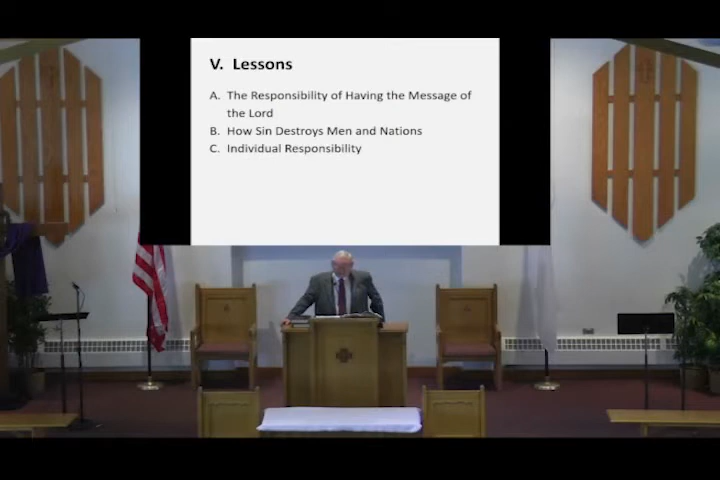 V. Lessons
A. The Responsibility of Having the Message of
the Lord
B. How Sin Destroys Men and Nations
C. Individual Responsibility